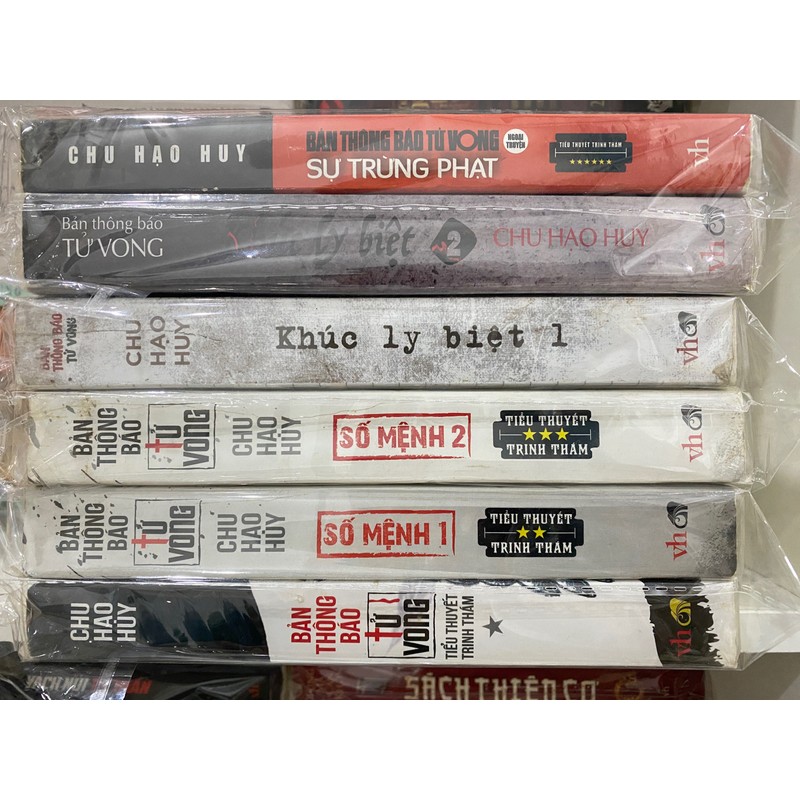 CHU HẠO HUY
BẢN THÔNG BÁO TỬ VONG
NGOẠI TRUYỆN
SỰ TRỪNG PHẠT
TIỂU THUYẾT TRINH THÁM
vh
Bản thông báo
TỬ VONG
ly biệt
2
CHU HẠO HUY
vh
BẢN
THÔNG BÁO
TỬ VONG
CHU
HẠO
HUY
Khúc ly biệt 1
vh
BẢN
THÔNG
BÁO
TỬ
VONG
CHU
HẠO
HUY
SỐ MỆNH 2
TIỂU THUYẾT
TRINH THÁM
vh
BẢN
THÔNG
BÁO
TỬ
VONG
CHU
HẠO
HUY
SỐ MỆNH 1
TIỂU THUYẾT
TRINH THÁM
vh
CHU
HẠO
HUY
BẢN
THÔNG
BÁO
TỬ
VONG
TIỂU THUYẾT
TRINH THÁM
vh
SÁCH THIÊN CƠ